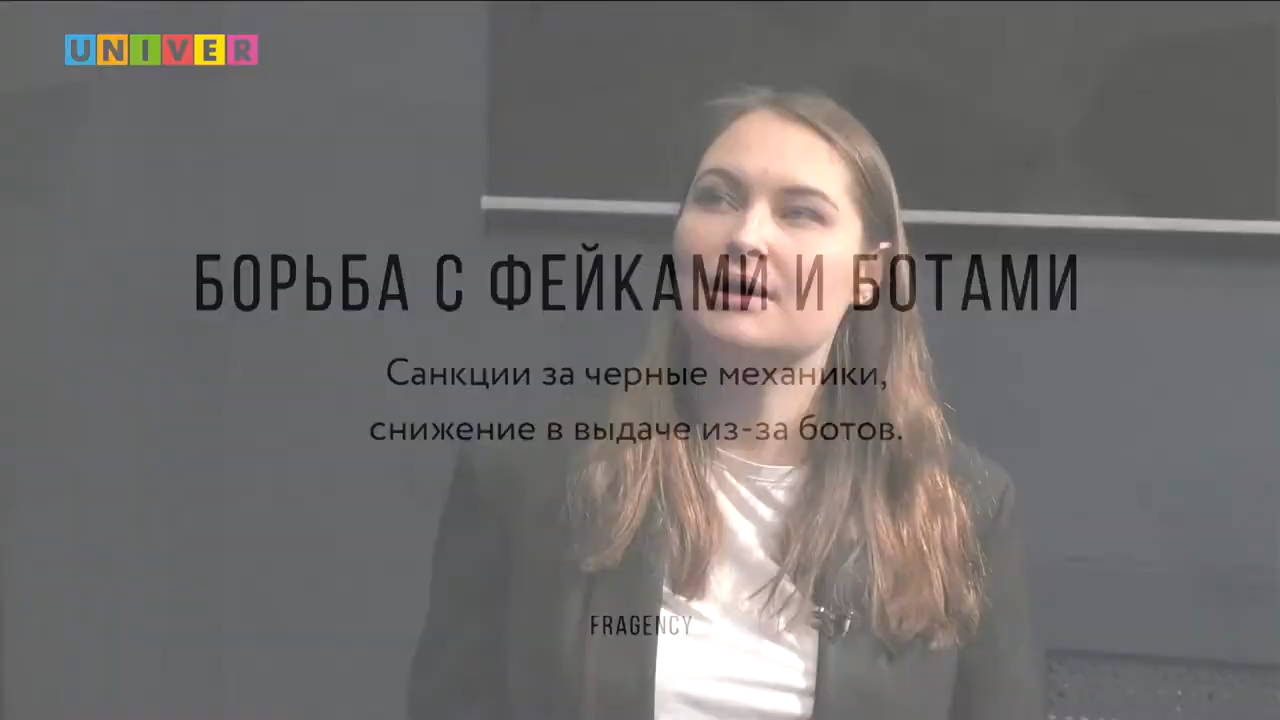 UNIVER
БОРЬБА С ФЕЙКАМИ И БОТАМИ
Санкции за черные механики,
снижение в выдаче из-за ботов.
FRAGENCY